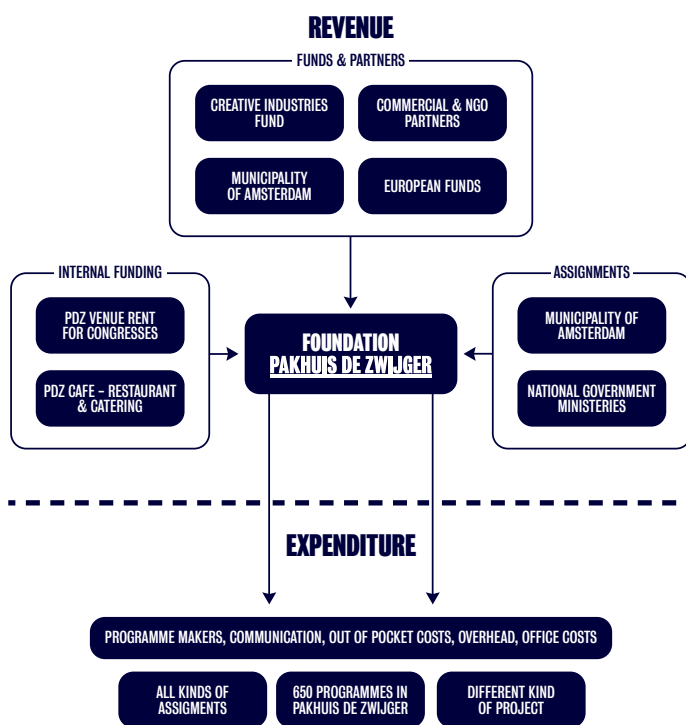 REVENUE
FUNDS & PARTNERS
CREATIVE INDUSTRIES
FUND
COMMERCIAL & NGO
PARTNERS
MUNICIPALITY
OF AMSTERDAM
EUROPEAN FUNDS
INTERNAL FUNDING
PDZ VENUE RENT
FOR CONGRESSES
PDZ CAFE – RESTAURANT
& CATERING
FOUNDATION
PAKHUIS DE ZWIJGER
ASSIGNMENTS
MUNICIPALITY OF
AMSTERDAM
NATIONAL GOVERNMENT
MINISTERIES
EXPENDITURE
PROGRAMME MAKERS, COMMUNICATION, OUT OF POCKET COSTS, OVERHEAD, OFFICE COSTS
ALL KINDS OF
ASSIGMENTS
650 PROGRAMMES IN
PAKHUIS DE ZWIJGER
DIFFERENT KIND
OF PROJECT